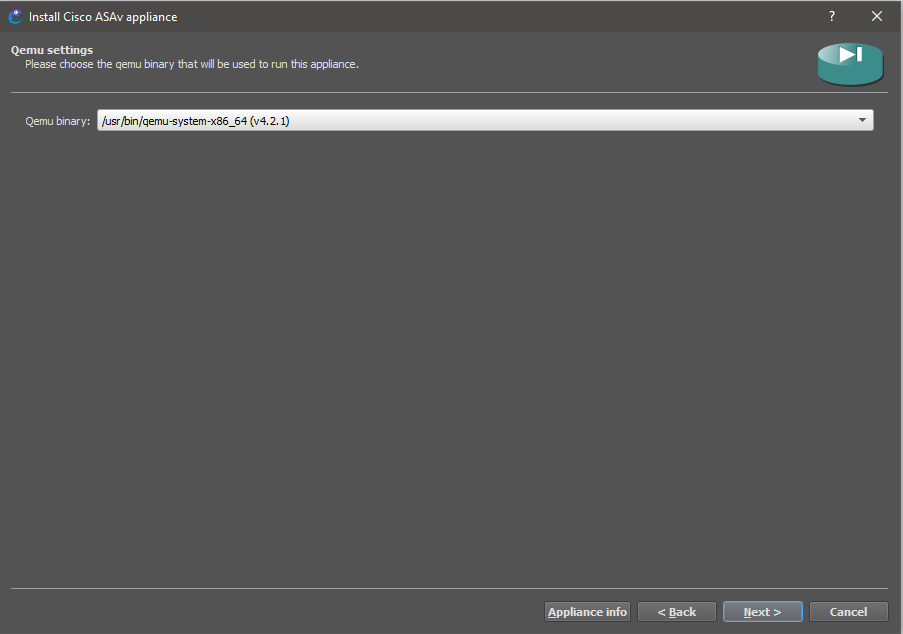 Install Cisco ASAv appliance
?
Qemu settings
Please choose the qemu binary that will be used to run this appliance.
Qemu binary: /usr/bin/qemu-system-x86_64 (v4.2.1)
Appliance info < Back Next > Cancel